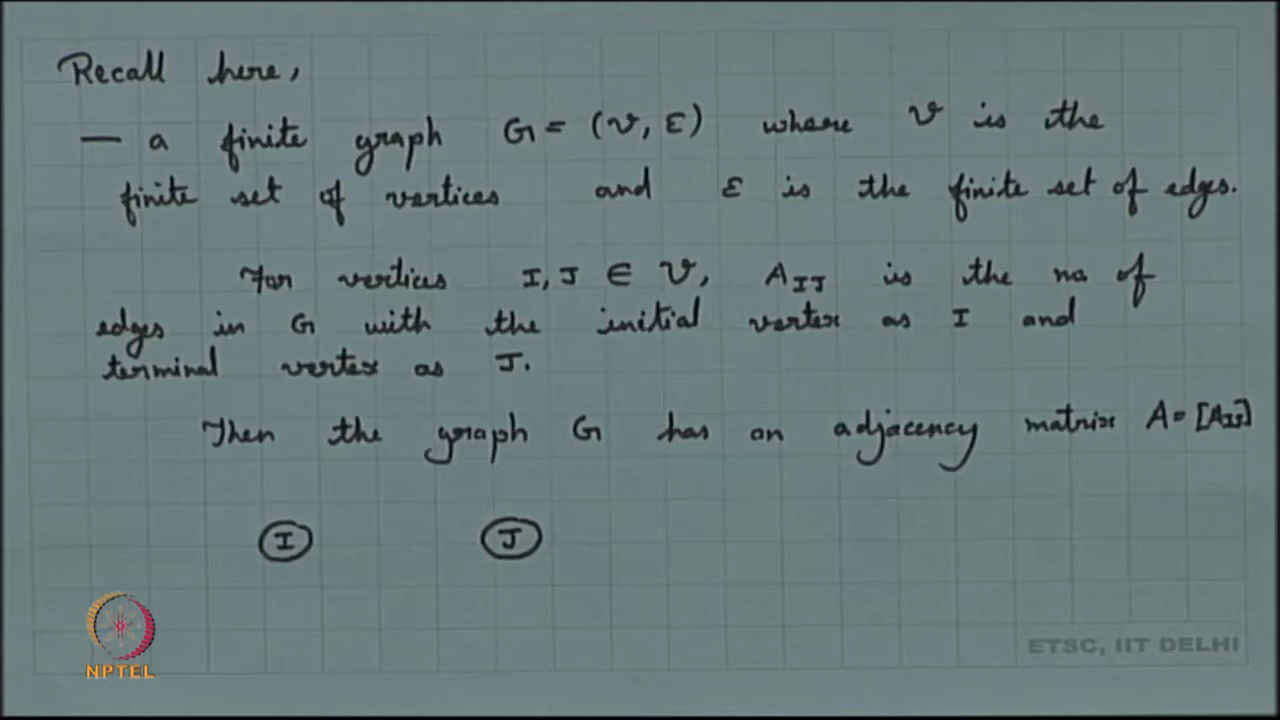 Recall here,
— a finite graph G = (V, ε) where V is the
finite set of vertices and ε is the finite set of edges.
For vertices I, J ∈ V, A_IJ is the no of
edges in G with the initial vertex as I and
terminal vertex as J.
Then the graph G has an adjacency matrix A = [A_IJ]
I J
NPTEL
ETSC, IIT DELHI